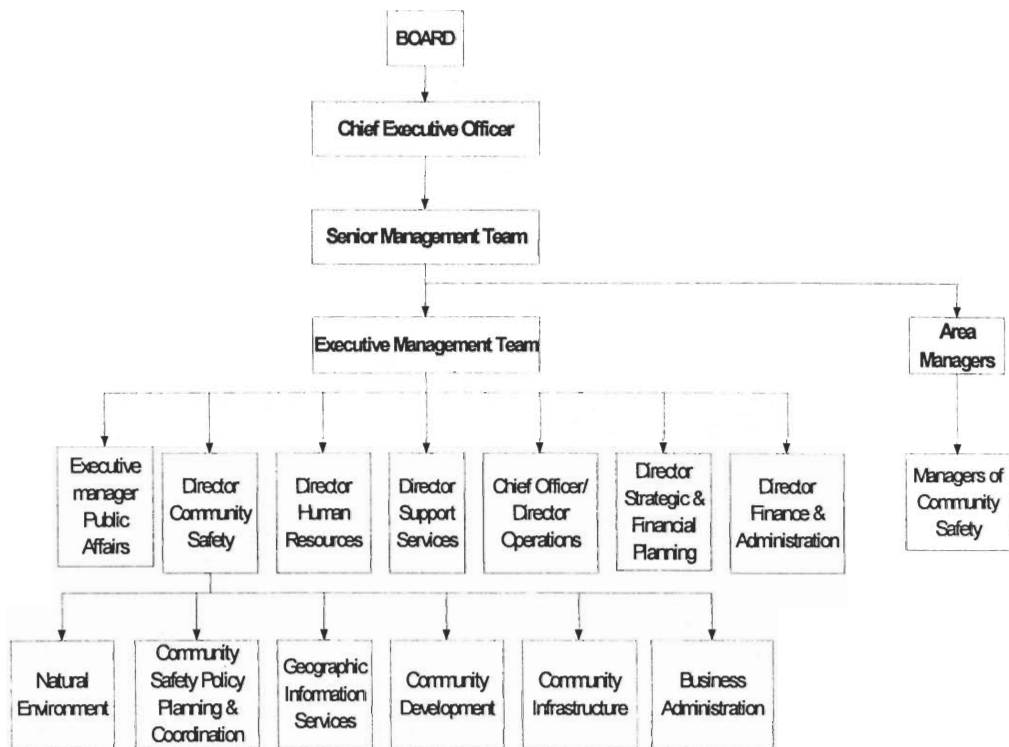 BOARD
Chief Executive Officer
Senior Management Team
Executive Management Team
Area
Managers
Executive
manager
Public
Affairs
Director
Community
Safety
Director
Human
Resources
Director
Support
Services
Chief Officer/
Director
Operations
Director
Strategic &
Financial
Planning
Director
Finance &
Administration
Managers of
Community
Safety
Natural
Environment
Community
Safety Policy
Planning &
Coordination
Geographic
Information
Services
Community
Development
Community
Infrastructure
Business
Administration